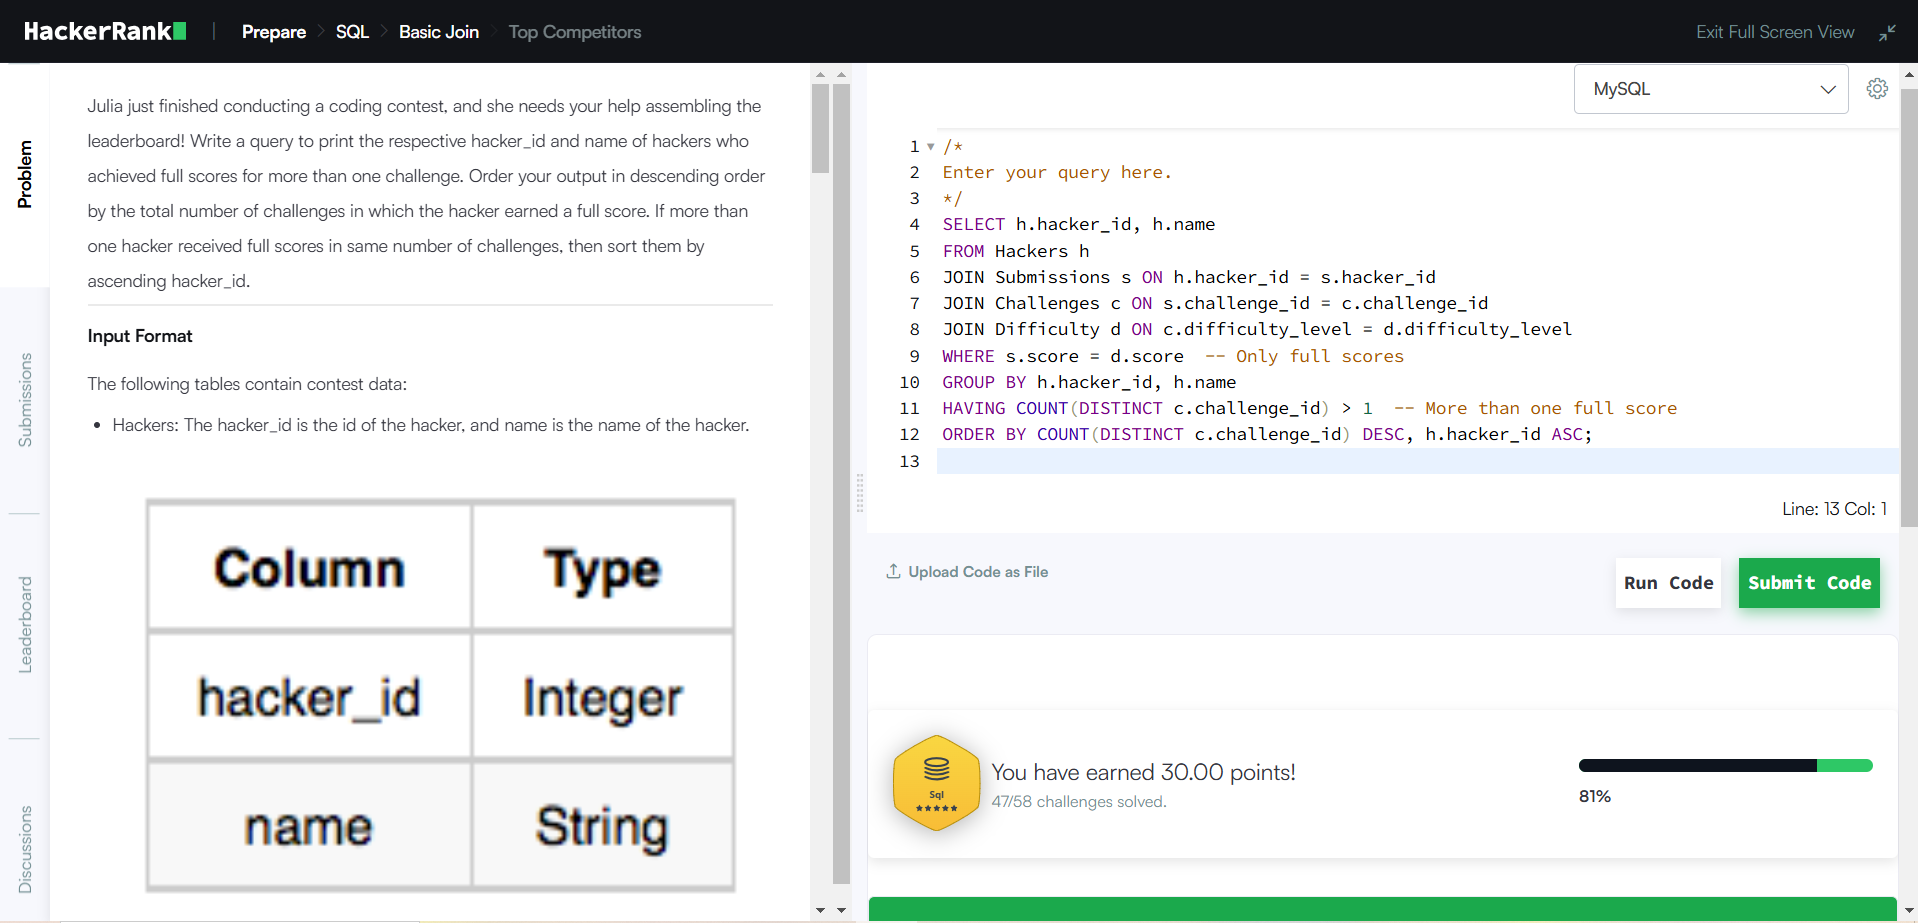 HackerRank
Prepare
SQL
Basic Join
Top Competitors
Exit Full Screen View
Problem
Submissions
Leaderboard
Discussions
Julia just finished conducting a coding contest, and she needs your help assembling the
leaderboard! Write a query to print the respective hacker_id and name of hackers who
achieved full scores for more than one challenge. Order your output in descending order
by the total number of challenges in which the hacker earned a full score. If more than
one hacker received full scores in same number of challenges, then sort them by
ascending hacker_id.
Input Format
The following tables contain contest data:
• Hackers: The hacker_id is the id of the hacker, and name is the name of the hacker.
Column Type
hacker_id Integer
name String
MySQL
1 /*
2 Enter your query here.
3 */
4 SELECT h.hacker_id, h.name
5 FROM Hackers h
6 JOIN Submissions s ON h.hacker_id = s.hacker_id
7 JOIN Challenges c ON s.challenge_id = c.challenge_id
8 JOIN Difficulty d ON c.difficulty_level = d.difficulty_level
9 WHERE s.score = d.score  -- Only full scores
10 GROUP BY h.hacker_id, h.name
11 HAVING COUNT(DISTINCT c.challenge_id) > 1  -- More than one full score
12 ORDER BY COUNT(DISTINCT c.challenge_id) DESC, h.hacker_id ASC;
13
Line: 13 Col: 1
Upload Code as File
Run Code
Submit Code
Sql
You have earned 30.00 points!
47/58 challenges solved.
81%